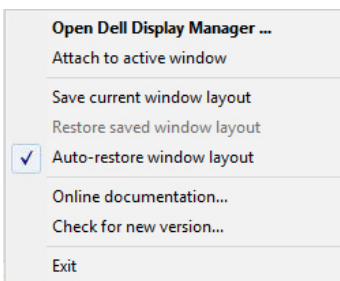 Open Dell Display Manager ...
Attach to active window
Save current window layout
Restore saved window layout
Auto-restore window layout
Online documentation...
Check for new version...
Exit